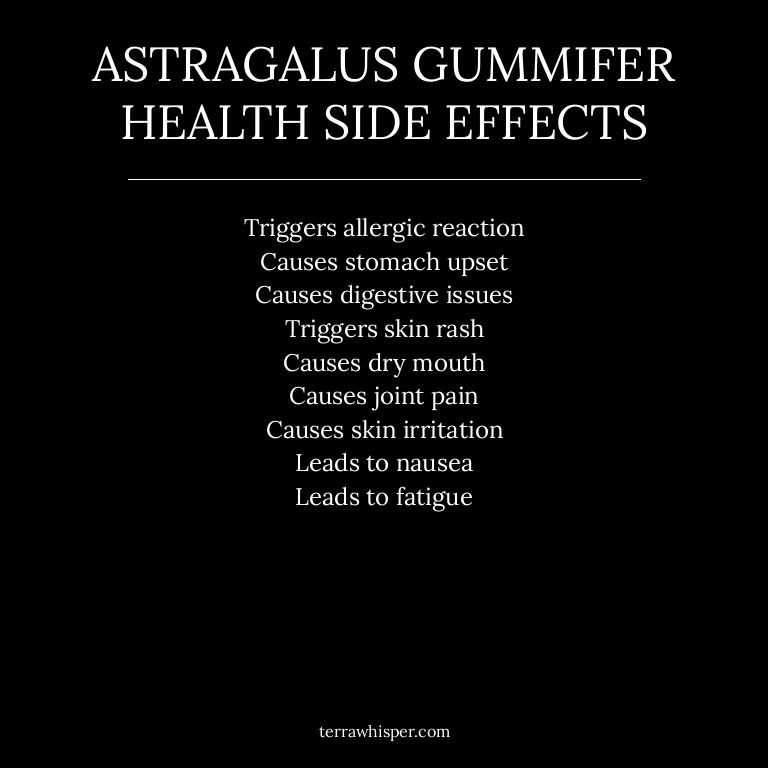 ASTRAGALUS GUMMIFER
HEALTH SIDE EFFECTS
Triggers allergic reaction
Causes stomach upset
Causes digestive issues
Triggers skin rash
Causes dry mouth
Causes joint pain
Causes skin irritation
Leads to nausea
Leads to fatigue
terrawhisper.com